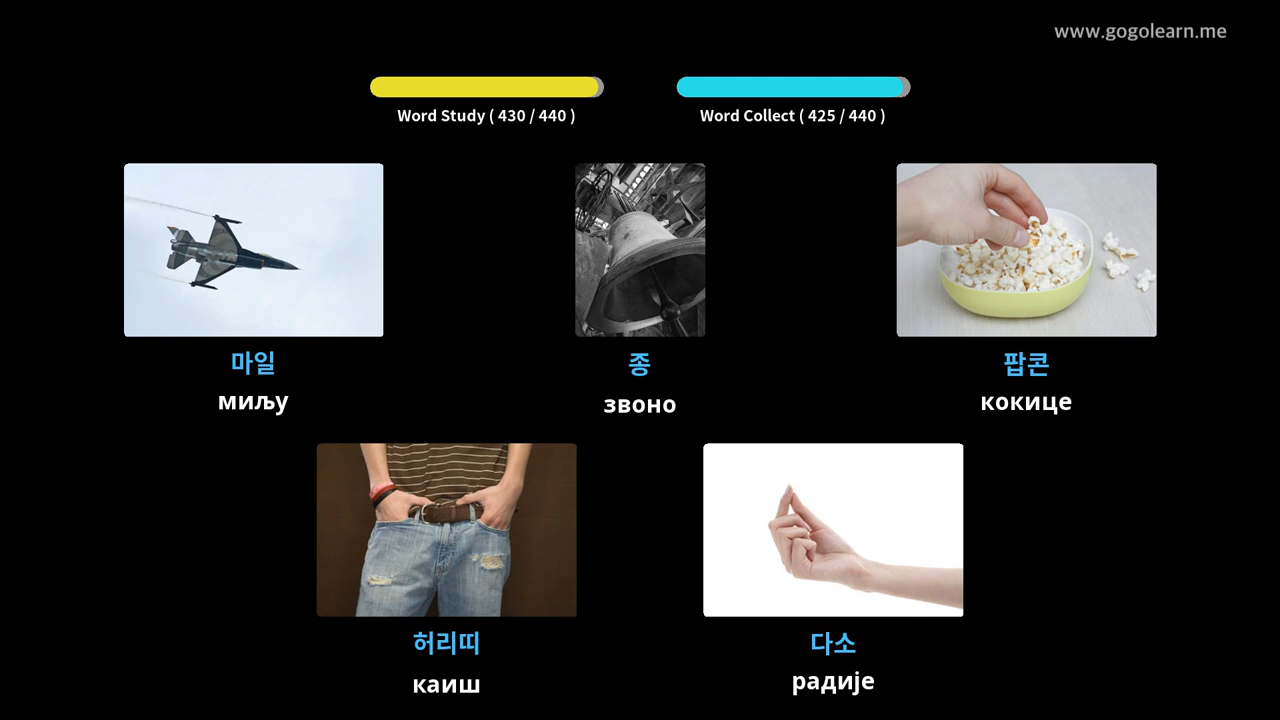 www.gogolearn.me
Word Study ( 430 / 440 )
Word Collect ( 425 / 440 )
마일
миљу
종
звоно
팝콘
кокице
허리띠
каиш
다소
радије